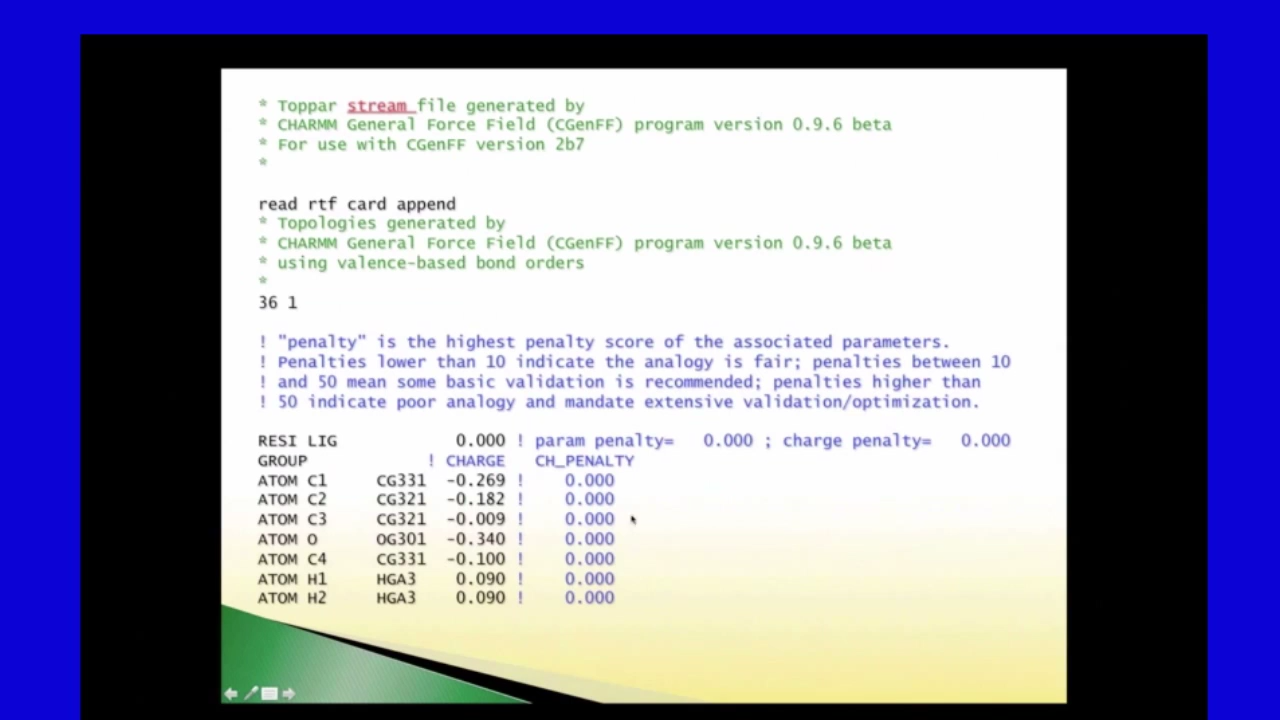 * Toppar stream file generated by
* CHARMM General Force Field (CGenFF) program version 0.9.6 beta
* For use with CGenFF version 2b7
*
read rtf card append
* Topologies generated by
* CHARMM General Force Field (CGenFF) program version 0.9.6 beta
* using valence-based bond orders
*
36 1
! "penalty" is the highest penalty score of the associated parameters.
! Penalties lower than 10 indicate the analogy is fair; penalties between 10
! and 50 mean some basic validation is recommended; penalties higher than
! 50 indicate poor analogy and mandate extensive validation/optimization.
RESI LIG 0.000 ! param penalty= 0.000 ; charge penalty= 0.000
GROUP ! CHARGE CH_PENALTY
ATOM C1 CG331 -0.269 ! 0.000
ATOM C2 CG321 -0.182 ! 0.000
ATOM C3 CG321 -0.009 ! 0.000
ATOM O OG301 -0.340 ! 0.000
ATOM C4 CG331 -0.100 ! 0.000
ATOM H1 HGA3 0.090 ! 0.000
ATOM H2 HGA3 0.090 ! 0.000